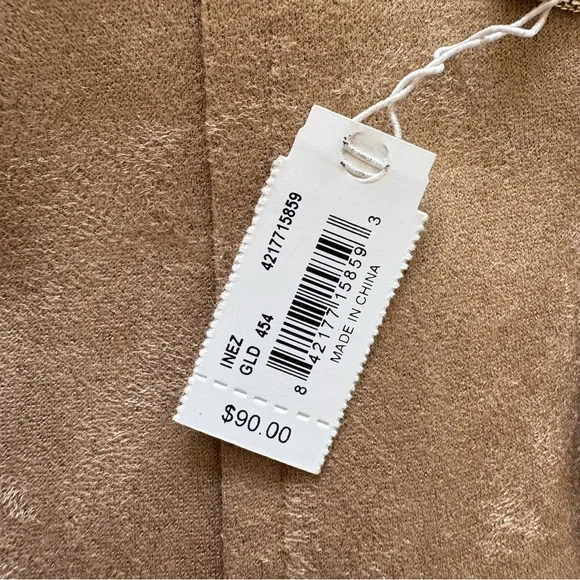 4217715859
INEZ
GLD 454
8 42177 15859 3
MADE IN CHINA
$90.00